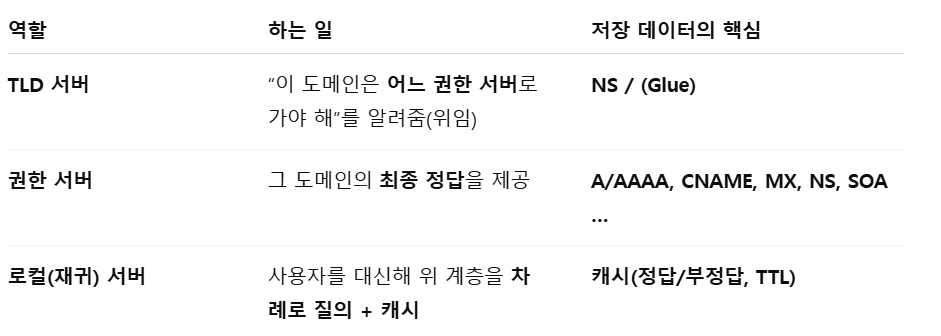 역할 하는 일 저장 데이터의 핵심
TLD 서버 “이 도메인은 어느 권한 서버로 NS / (Glue)
가야 해”를 알려줌(위임)
권한 서버 그 도메인의 최종 정답을 제공 A/AAAA, CNAME, MX, NS, SOA
...
로컬(재귀) 서버 사용자를 대신해 위 계층을 차 캐시(정답/부정답, TTL)
례로 질의 + 캐시